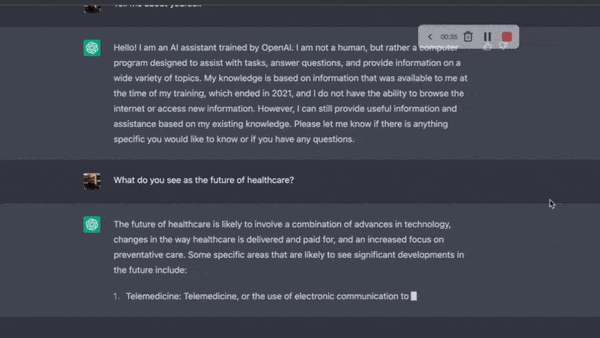 Tell me about yourself
00:35
Hello! I am an AI assistant trained by OpenAI. I am not a human, but rather a computer
program designed to assist with tasks, answer questions, and provide information on a
wide variety of topics. My knowledge is based on information that was available to me at
the time of my training, which ended in 2021, and I do not have the ability to browse the
internet or access new information. However, I can still provide useful information and
assistance based on my existing knowledge. Please let me know if there is anything
specific you would like to know or if you have any questions.
What do you see as the future of healthcare?
The future of healthcare is likely to involve a combination of advances in technology,
changes in the way healthcare is delivered and paid for, and an increased focus on
preventative care. Some specific areas that are likely to see significant developments in
the future include:
1. Telemedicine: Telemedicine, or the use of electronic communication to